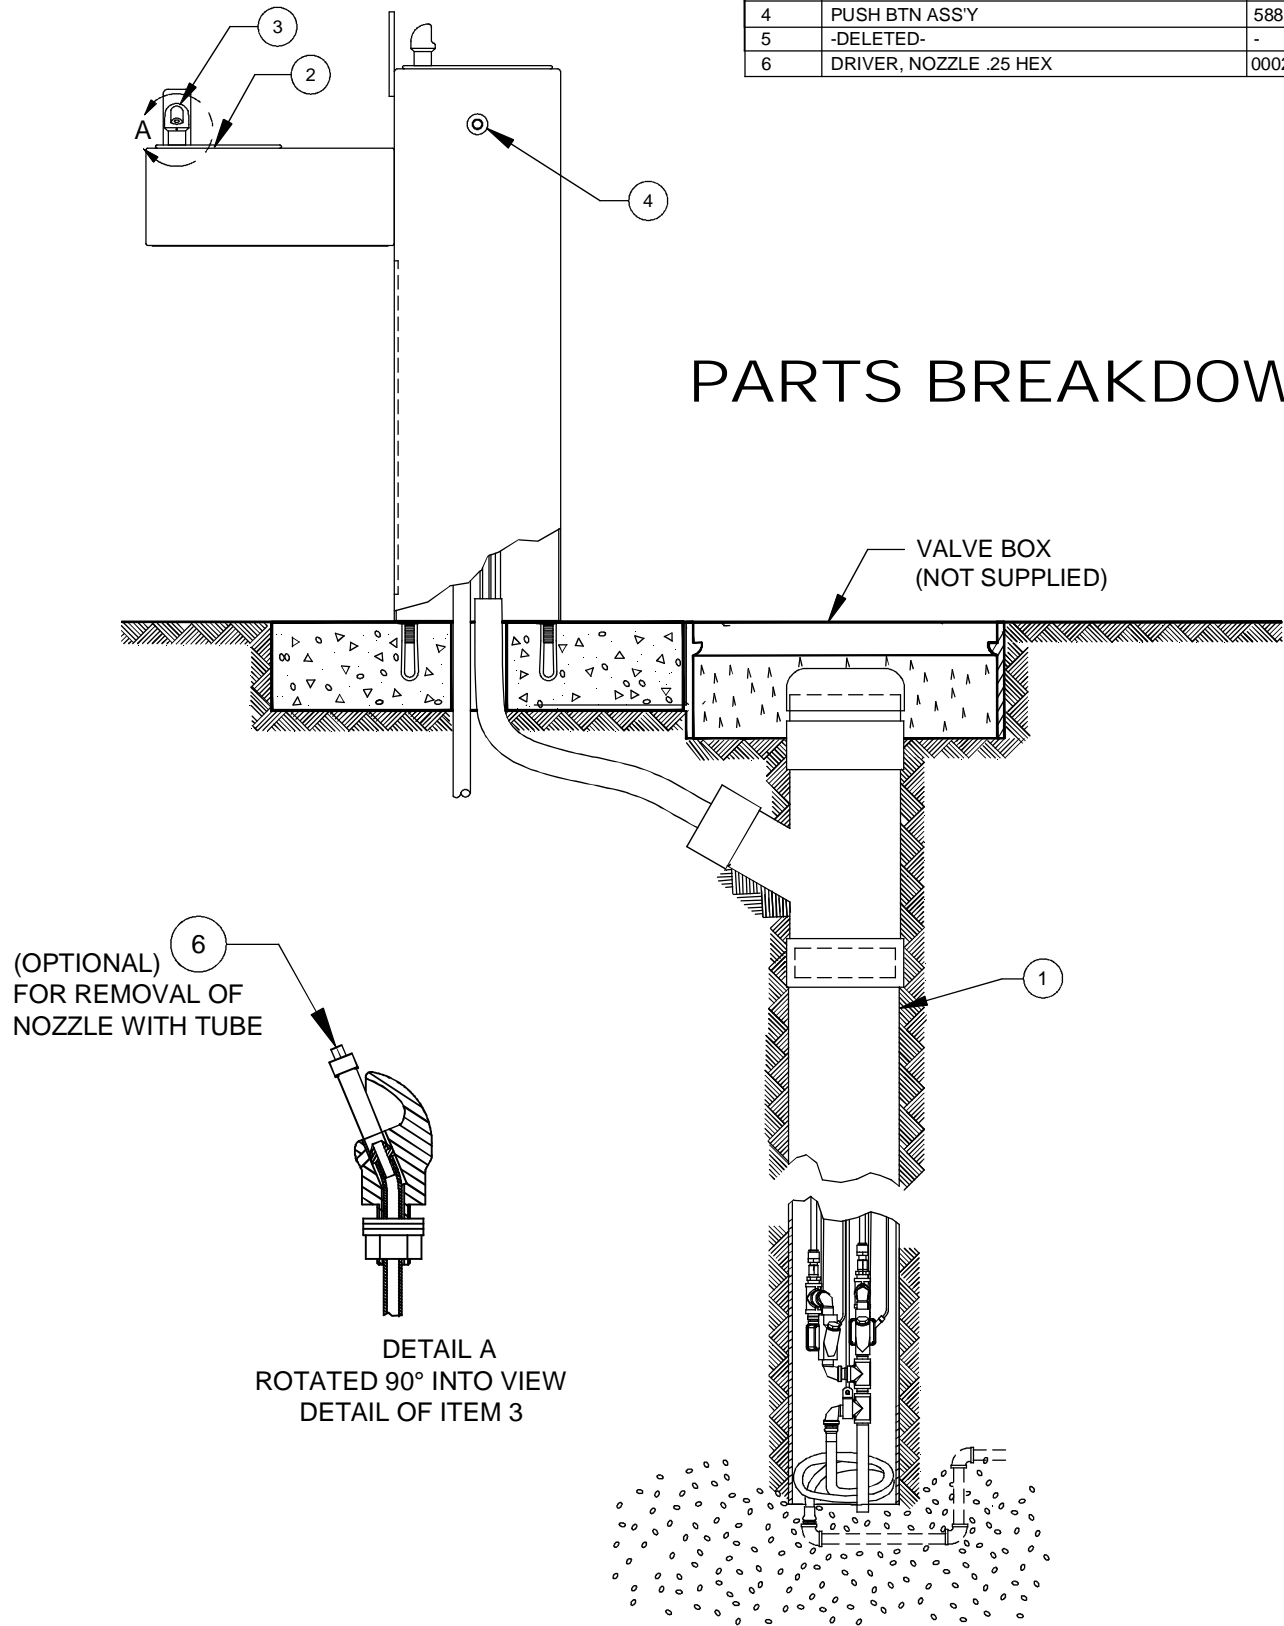 4 PUSH BTN ASS'Y 588
5 -DELETED- -
6 DRIVER, NOZZLE .25 HEX 0002
3
2
A
4
PARTS BREAKDOW
VALVE BOX
(NOT SUPPLIED)
6
(OPTIONAL)
FOR REMOVAL OF
NOZZLE WITH TUBE
1
DETAIL A
ROTATED 90° INTO VIEW
DETAIL OF ITEM 3